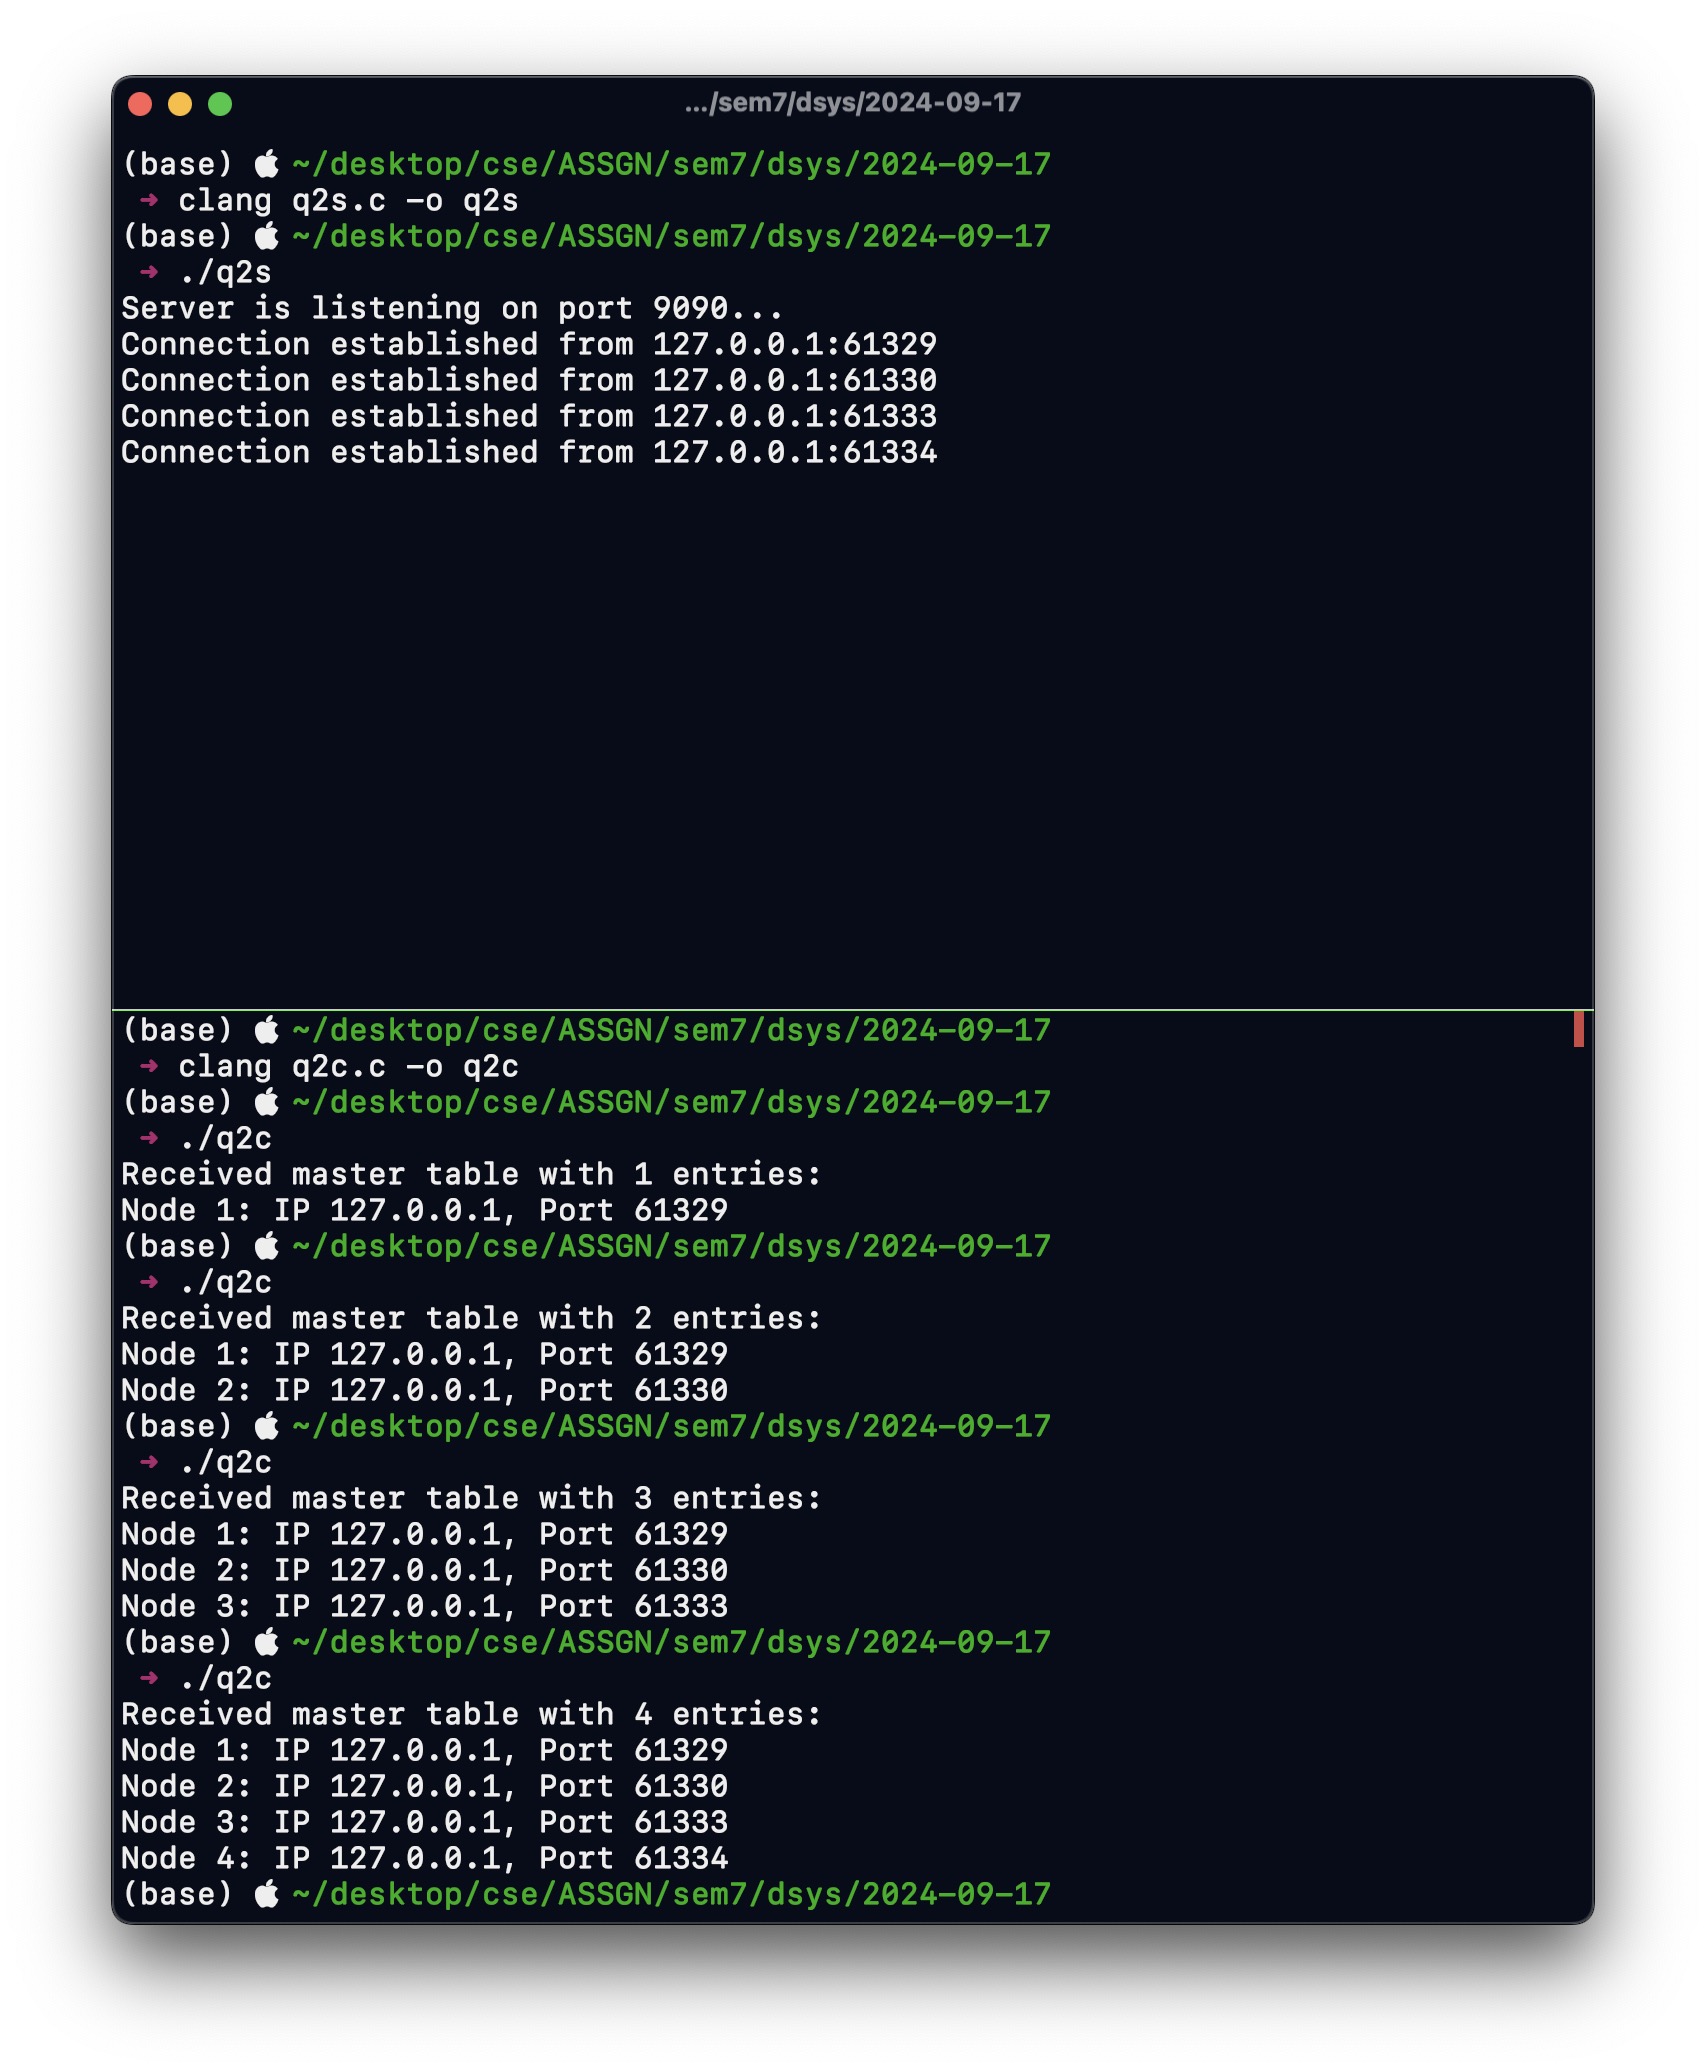 .../sem7/dsys/2024-09-17
(base)  ~/desktop/cse/ASSGN/sem7/dsys/2024-09-17
➜ clang q2s.c -o q2s
(base)  ~/desktop/cse/ASSGN/sem7/dsys/2024-09-17
➜ ./q2s
Server is listening on port 9090...
Connection established from 127.0.0.1:61329
Connection established from 127.0.0.1:61330
Connection established from 127.0.0.1:61333
Connection established from 127.0.0.1:61334
(base)  ~/desktop/cse/ASSGN/sem7/dsys/2024-09-17
➜ clang q2c.c -o q2c
(base)  ~/desktop/cse/ASSGN/sem7/dsys/2024-09-17
➜ ./q2c
Received master table with 1 entries:
Node 1: IP 127.0.0.1, Port 61329
(base)  ~/desktop/cse/ASSGN/sem7/dsys/2024-09-17
➜ ./q2c
Received master table with 2 entries:
Node 1: IP 127.0.0.1, Port 61329
Node 2: IP 127.0.0.1, Port 61330
(base)  ~/desktop/cse/ASSGN/sem7/dsys/2024-09-17
➜ ./q2c
Received master table with 3 entries:
Node 1: IP 127.0.0.1, Port 61329
Node 2: IP 127.0.0.1, Port 61330
Node 3: IP 127.0.0.1, Port 61333
(base)  ~/desktop/cse/ASSGN/sem7/dsys/2024-09-17
➜ ./q2c
Received master table with 4 entries:
Node 1: IP 127.0.0.1, Port 61329
Node 2: IP 127.0.0.1, Port 61330
Node 3: IP 127.0.0.1, Port 61333
Node 4: IP 127.0.0.1, Port 61334
(base)  ~/desktop/cse/ASSGN/sem7/dsys/2024-09-17